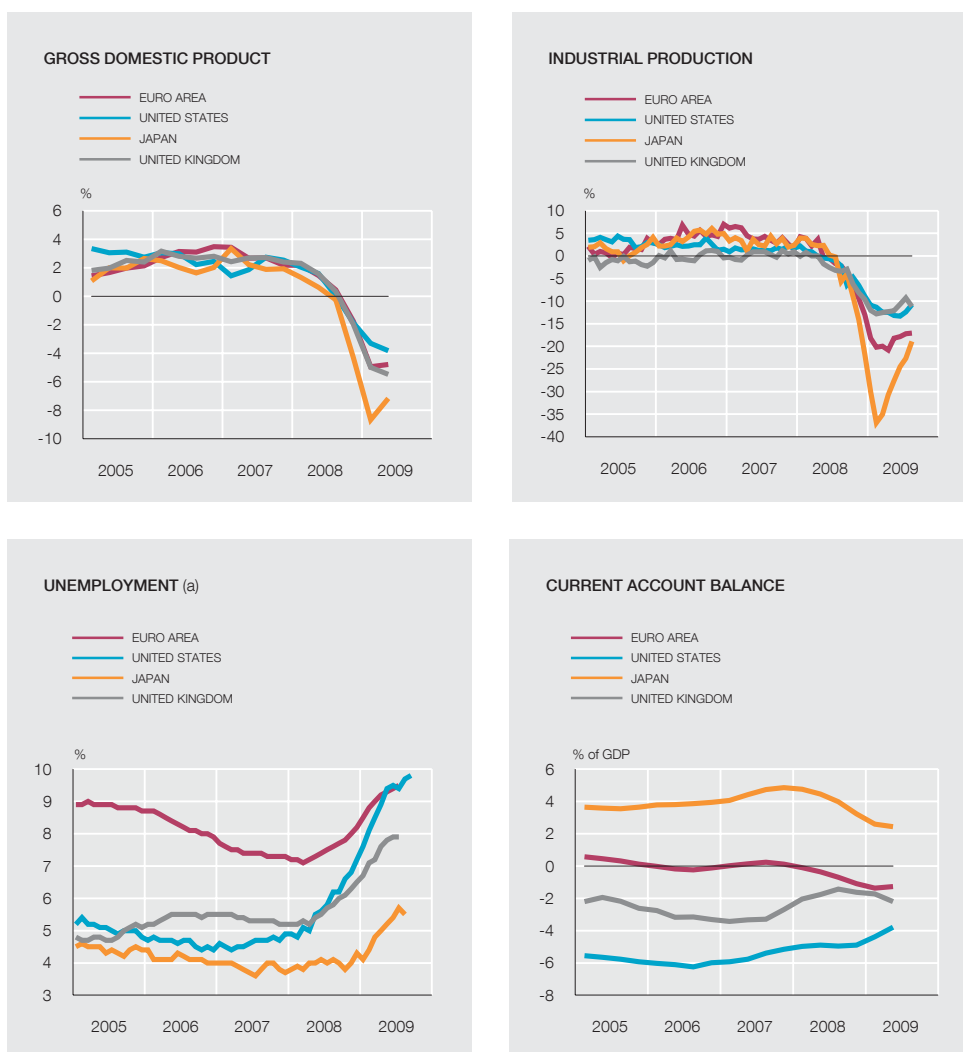 GROSS DOMESTIC PRODUCT
EURO AREA
UNITED STATES
JAPAN
UNITED KINGDOM
%
6
4
2
0
-2
-4
-6
-8
-10
2005 2006 2007 2008 2009
INDUSTRIAL PRODUCTION
EURO AREA
UNITED STATES
JAPAN
UNITED KINGDOM
%
10
5
0
-5
-10
-15
-20
-25
-30
-35
-40
2005 2006 2007 2008 2009
UNEMPLOYMENT (a)
EURO AREA
UNITED STATES
JAPAN
UNITED KINGDOM
%
10
9
8
7
6
5
4
3
2005 2006 2007 2008 2009
CURRENT ACCOUNT BALANCE
EURO AREA
UNITED STATES
JAPAN
UNITED KINGDOM
% of GDP
6
4
2
0
-2
-4
-6
-8
2005 2006 2007 2008 2009